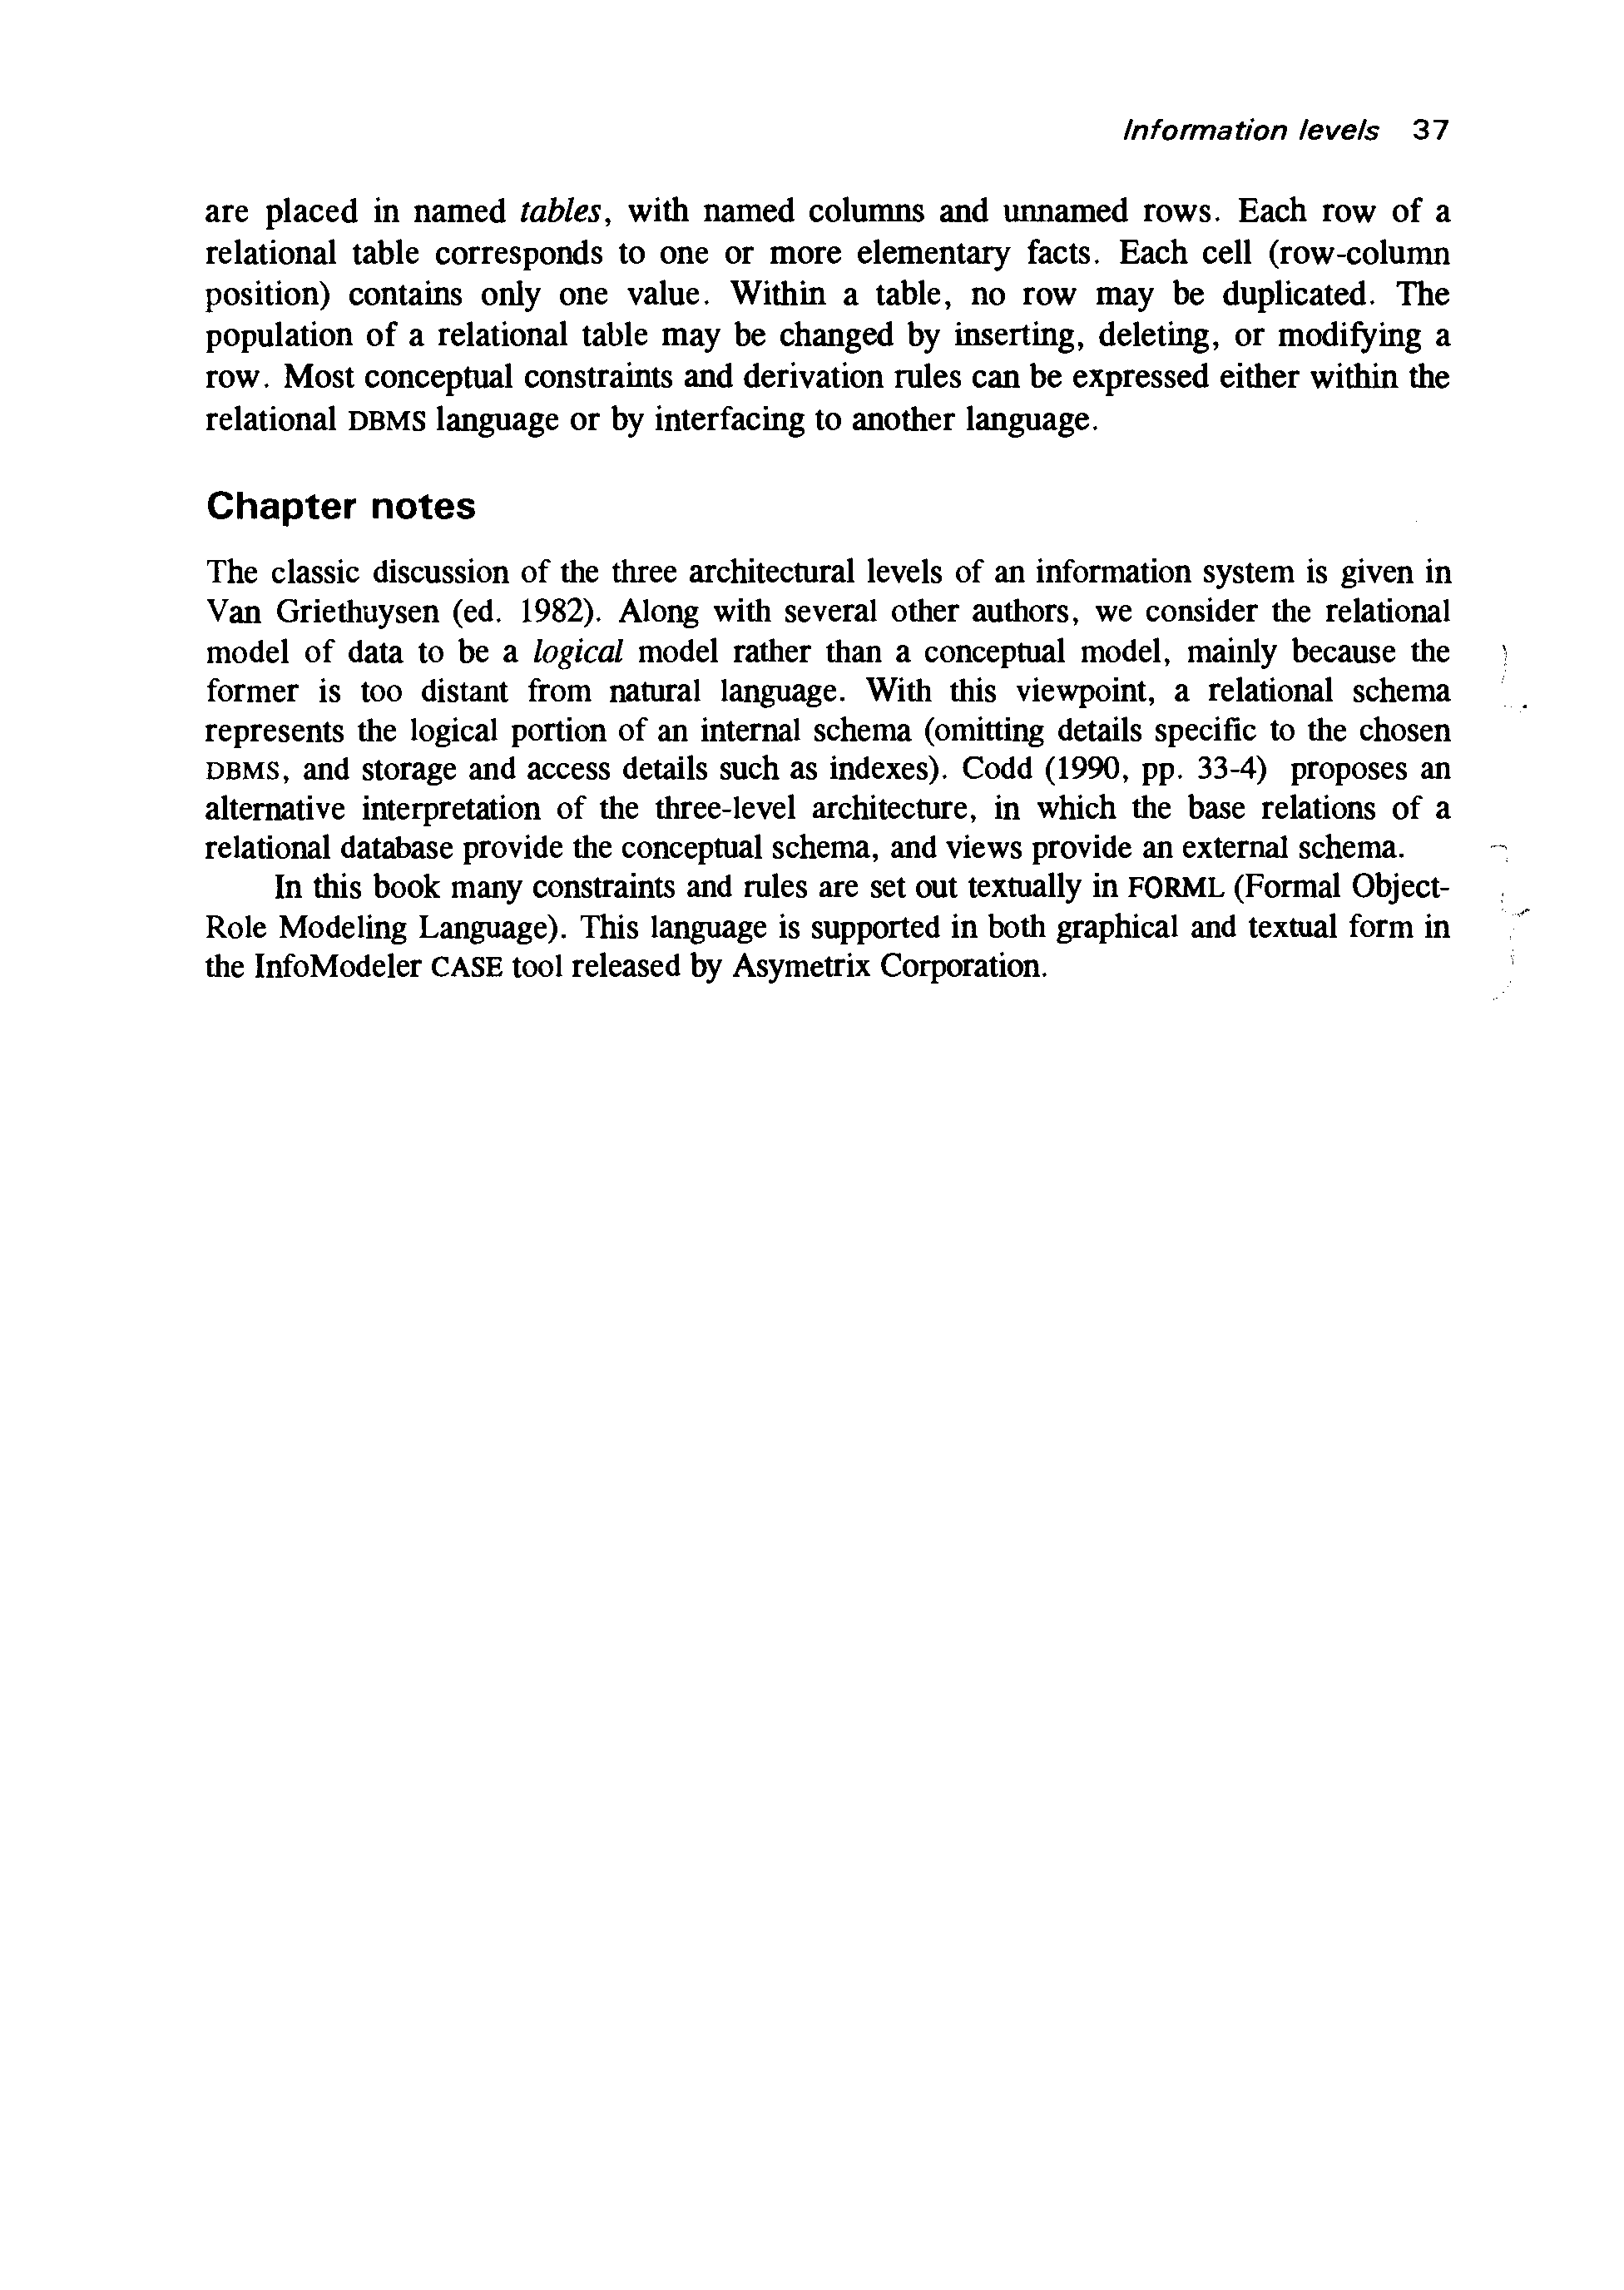 Information levels 37
are placed in named tables, with named columns and unnamed rows. Each row of a
relational table corresponds to one or more elementary facts. Each cell (row-column
position) contains only one value. Within a table, no row may be duplicated. The
population of a relational table may be changed by inserting, deleting, or modifying a
row. Most conceptual constraints and derivation rules can be expressed either within the
relational DBMS language or by interfacing to another language.
Chapter notes
The classic discussion of the three architectural levels of an information system is given in
Van Griethuysen (ed. 1982). Along with several other authors, we consider the relational
model of data to be a logical model rather than a conceptual model, mainly because the
former is too distant from natural language. With this viewpoint, a relational schema
represents the logical portion of an internal schema (omitting details specific to the chosen
DBMS, and storage and access details such as indexes). Codd (1990, pp. 33-4) proposes an
alternative interpretation of the three-level architecture, in which the base relations of a
relational database provide the conceptual schema, and views provide an external schema.
In this book many constraints and rules are set out textually in FORML (Formal Object-
Role Modeling Language). This language is supported in both graphical and textual form in
the InfoModeler CASE tool released by Asymetrix Corporation.